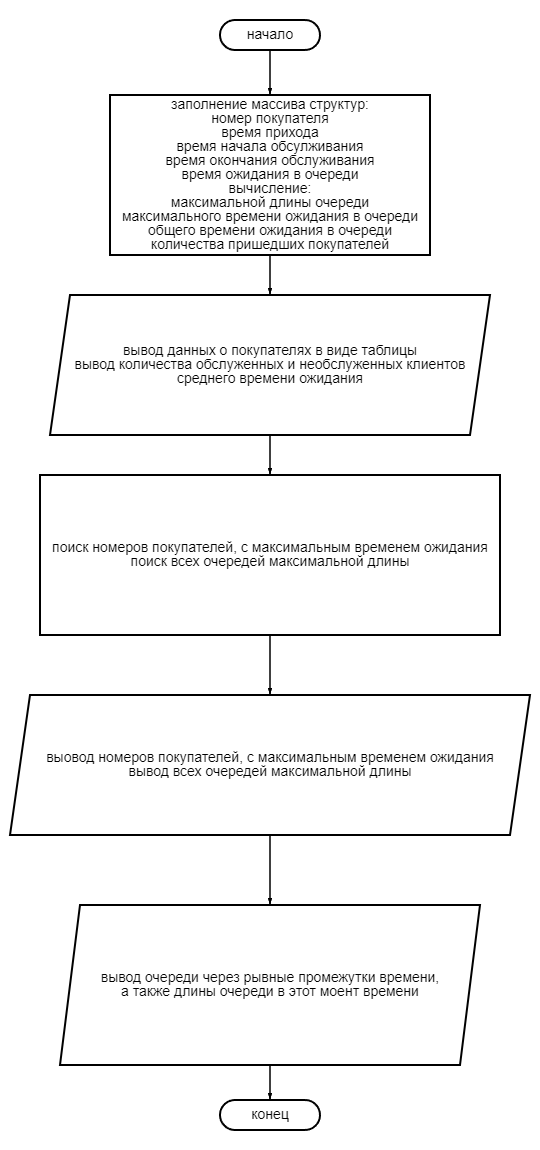 начало
заполнение массива структур:
номер покупателя
время прихода
время начала обсулживания
время окончания обслуживания
время ожидания в очереди
вычисление:
максимальной длины очереди
максимального времени ожидания в очереди
общего времени ожидания в очереди
количества пришедших покупателей
вывод данных о покупателях в виде таблицы
вывод количества обслуженных и необслуженных клиентов
среднего времени ожидания
поиск номеров покупателей, с максимальным временем ожидания
поиск всех очередей максимальной длины
выовод номеров покупателей, с максимальным временем ожидания
вывод всех очередей максимальной длины
вывод очереди через рывные промежутки времени,
а также длины очереди в этот моент времени
конец